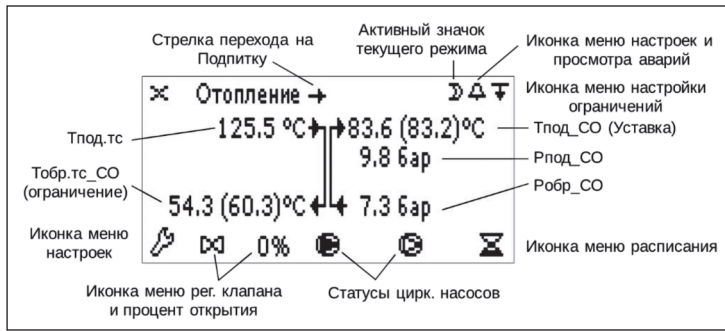 Стрелка перехода на
Подпитку
Активный значок
текущего режима
Иконка меню настроек и
просмотра аварий
Иконка меню настройки
ограничений
Отопление
Тпод.тс
125.5 ºC
83.6 (83.2)ºC
Тпод_СО (Уставка)
9.8 бар
Рпод_СО
Тобр.тс_СО
(ограничение)
54.3 (60.3)ºC
7.3 бар
Робр_СО
Иконка меню
настроек
0%
Иконка меню расписания
Иконка меню рег. клапана
и процент открытия
Статусы цирк. насосов